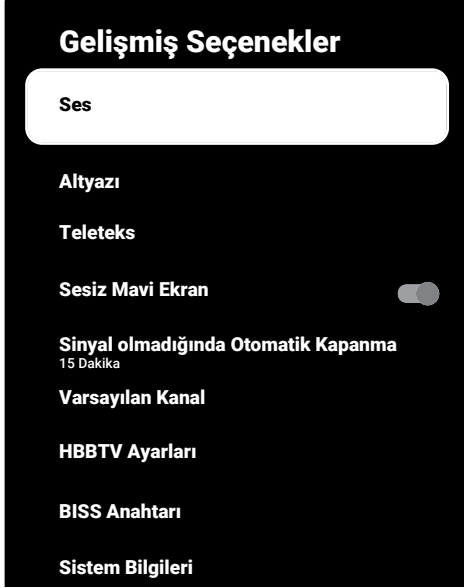 Gelişmiş Seçenekler
Ses
Altyazı
Teleteks
Sesiz Mavi Ekran
Sinyal olmadığında Otomatik Kapanma
15 Dakika
Varsayılan Kanal
HBBTV Ayarları
BISS Anahtarı
Sistem Bilgileri